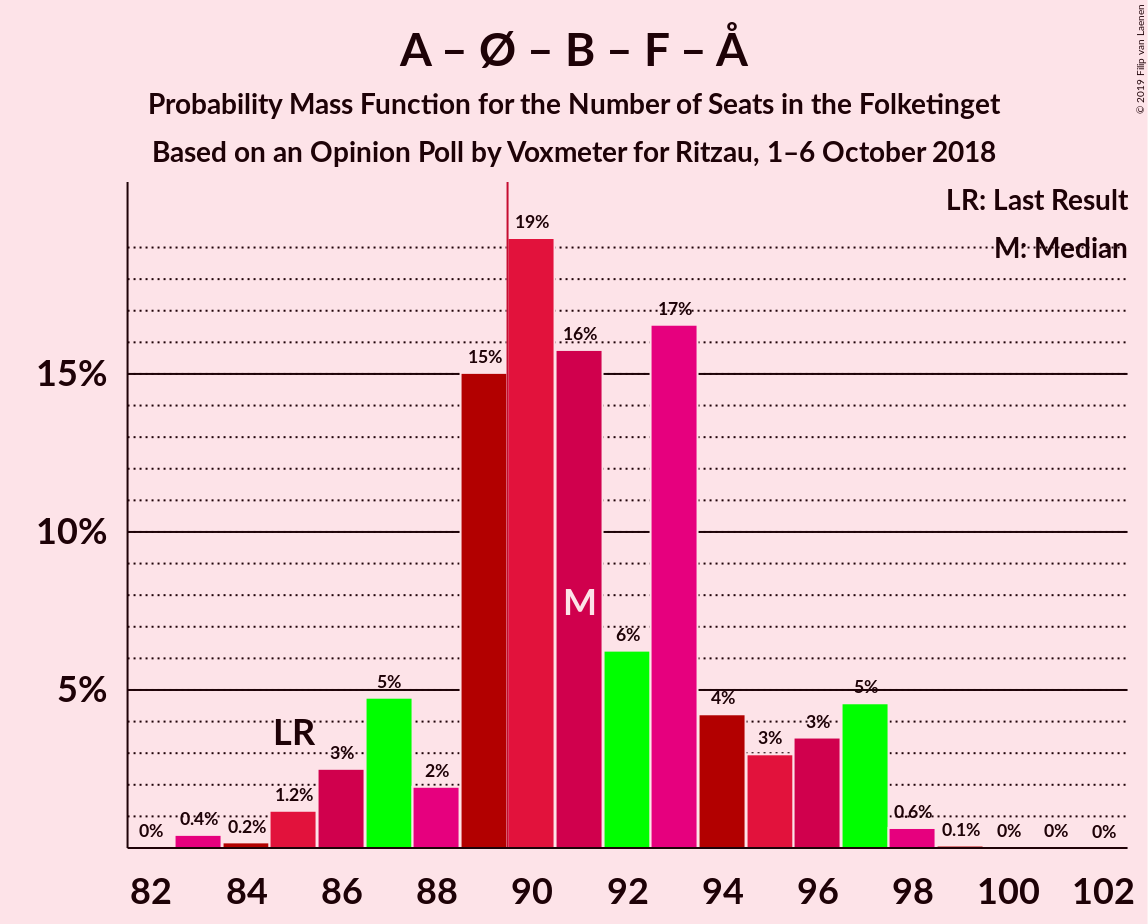 A – Ø – B – F – Å
Probability Mass Function for the Number of Seats in the Folketinget
Based on an Opinion Poll by Voxmeter for Ritzau, 1–6 October 2018
© 2019 Filip van Laenen
LR: Last Result
M: Median
15%
10%
5%
0%
0.4%
0.2%
1.2%
LR
3%
5%
2%
15%
19%
16%
M
6%
17%
4%
3%
3%
5%
0.6%
0.1%
0%
0%
0%
82 84 86 88 90 92 94 96 98 100 102